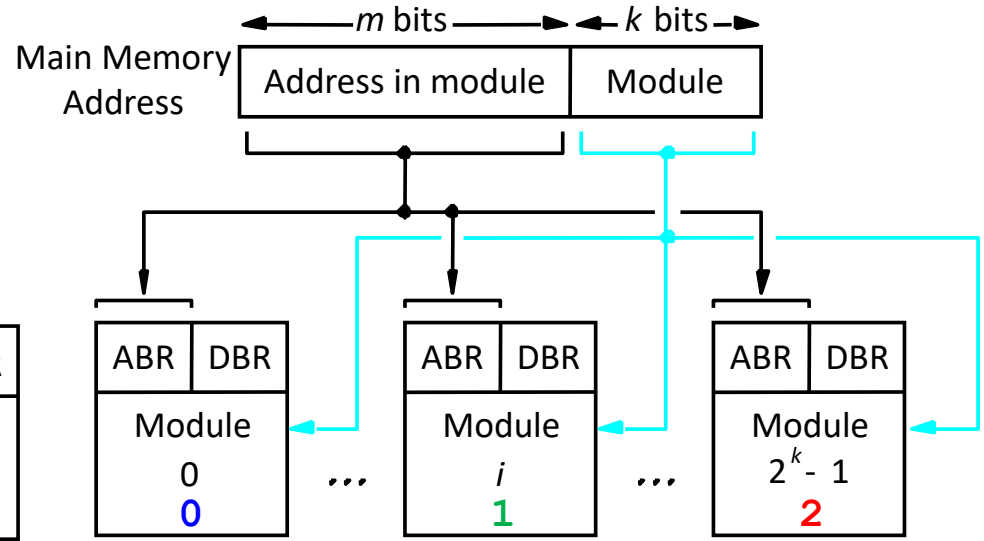 m bits k bits
Main Memory Address
Address in module Module
ABR DBR ABR DBR ABR DBR
Module Module Module
0 ... i ... 2^k - 1
0 1 2